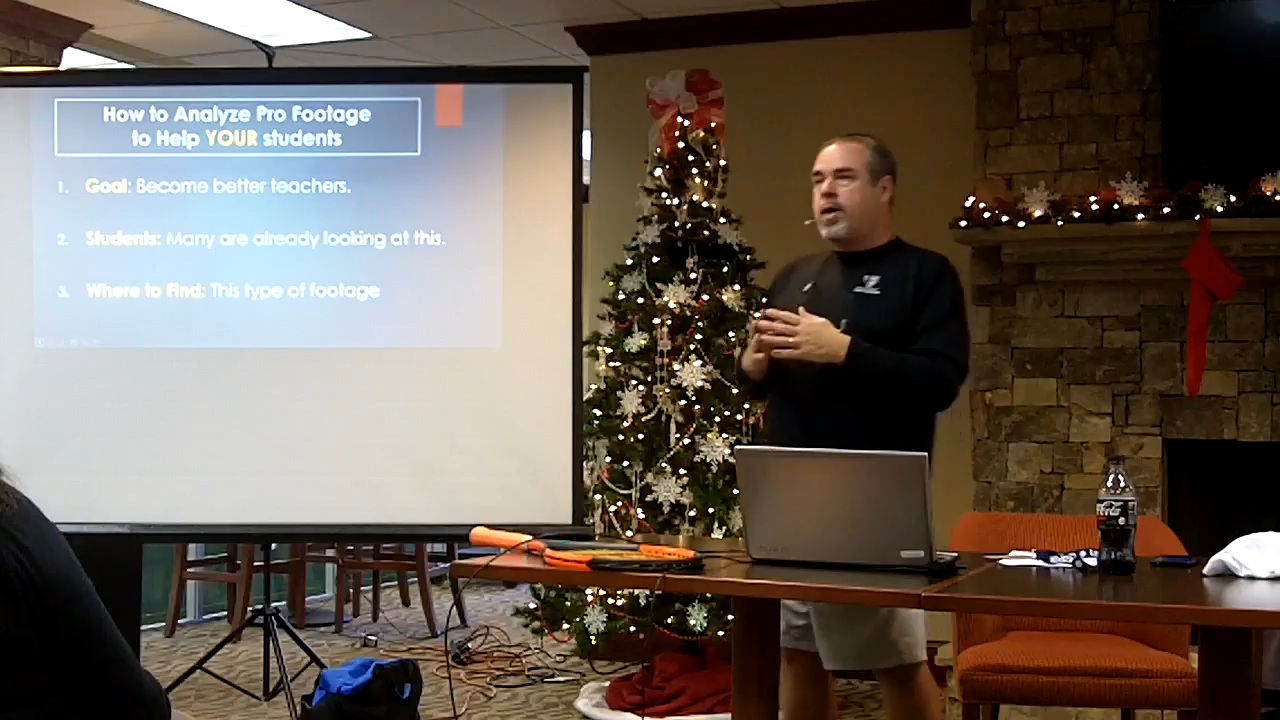 How to Analyze Pro Footage
to Help YOUR students
1. Goal: Become better teachers.
2. Students: Many are already looking at this.
3. Where to Find: This type of footage